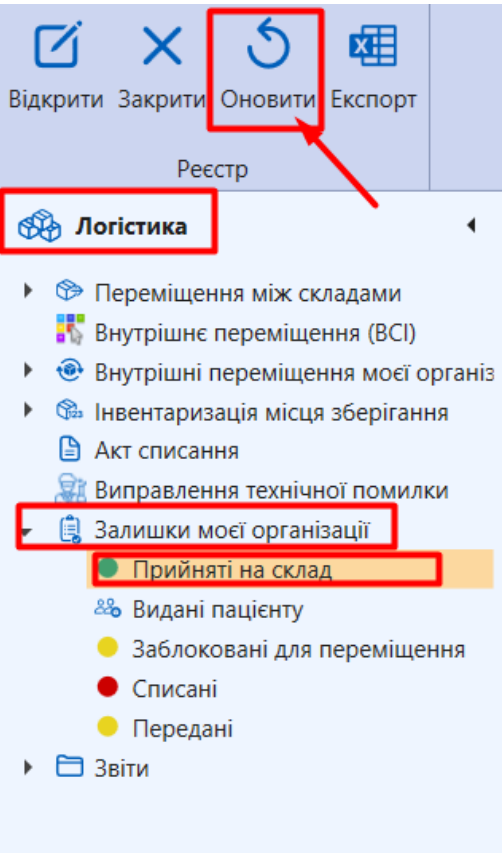 Відкрити Закрити Оновити Експорт
Реєстр
Логістика
Переміщення між складами
Внутрішнє переміщення (ВСІ)
Внутрішні переміщення моєї організ
Інвентаризація місця зберігання
Акт списання
Виправлення технічної помилки
Залишки моєї організації
Прийняті на склад
Видані пацієнту
Заблоковані для переміщення
Списані
Передані
Звіти